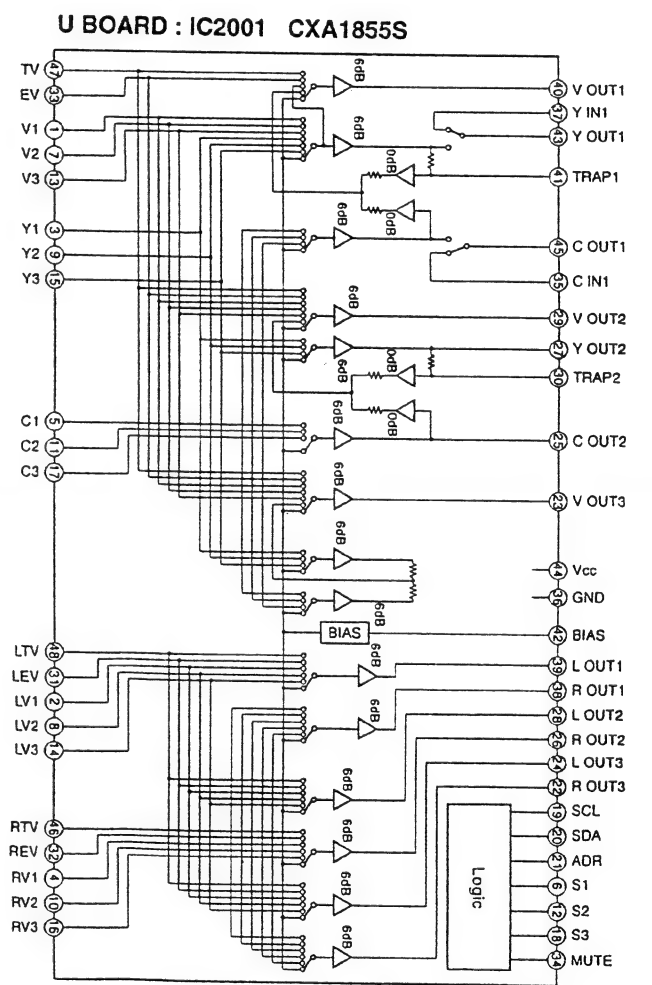 U BOARD : IC2001 CXA1855S
TV 47
EV 33
V1 1
V2 7
V3 13
Y1 3
Y2 9
Y3 15
C1 5
C2 11
C3 17
LTV 48
LEV 31
LV1 2
LV2 8
LV3 14
RTV 46
REV 32
RV1 4
RV2 10
RV3 16
6dB
6dB
0dB
0dB
6dB
6dB
6dB
0dB
0dB
6dB
6dB
6dB
6dB
BIAS
6dB
6dB
6dB
6dB
6dB
6dB
Logic
40 V OUT1
37 Y IN1
43 Y OUT1
41 TRAP1
45 C OUT1
35 C IN1
29 V OUT2
27 Y OUT2
30 TRAP2
25 C OUT2
23 V OUT3
44 Vcc
36 GND
42 BIAS
39 L OUT1
38 R OUT1
28 L OUT2
26 R OUT2
24 L OUT3
22 R OUT3
19 SCL
20 SDA
21 ADR
6 S1
12 S2
18 S3
34 MUTE